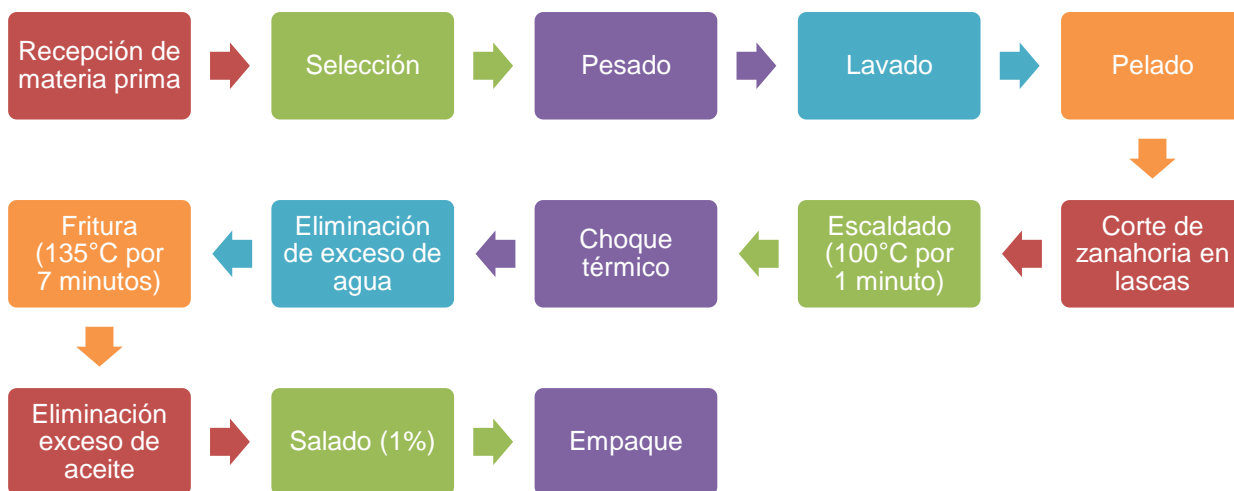 Recepción de
materia prima
Selección
Pesado
Lavado
Pelado
Corte de
zanahoria en
lascas
Escaldado
(100°C por
1 minuto)
Choque
térmico
Eliminación
de exceso de
agua
Fritura
(135°C por
7 minutos)
Eliminación
exceso de
aceite
Salado (1%)
Empaque